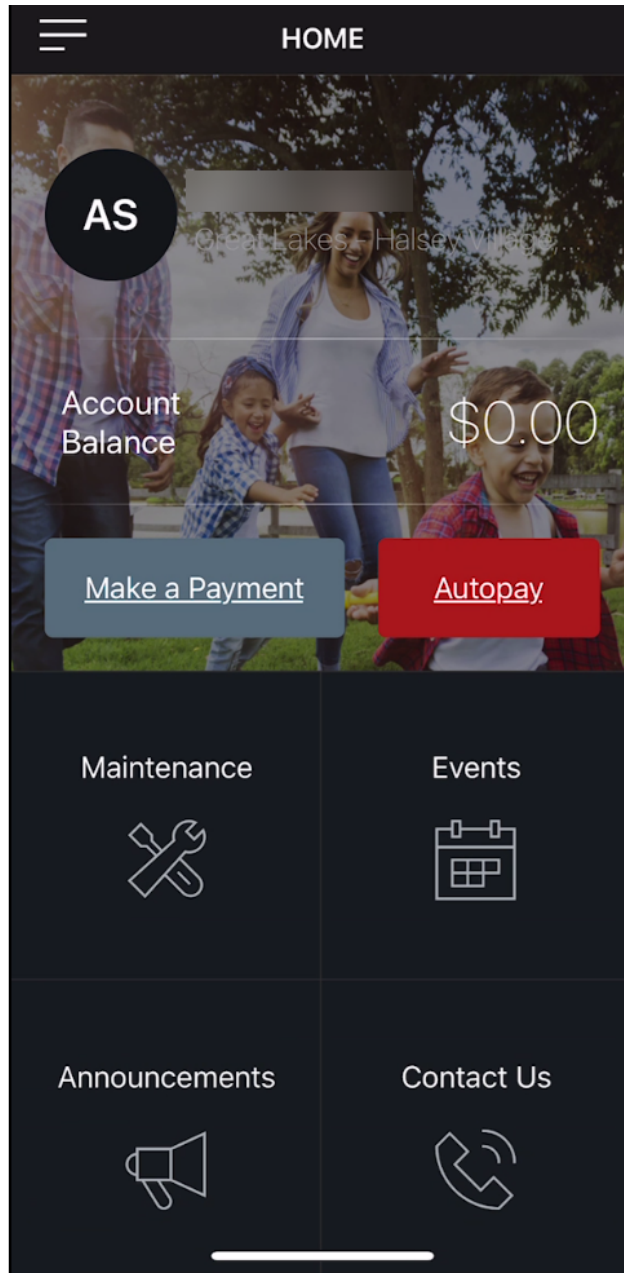 HOME
AS
Great Lakes - Halsey Village, ...
Account
Balance
$0.00
Make a Payment
Autopay
Maintenance
Events
Announcements
Contact Us